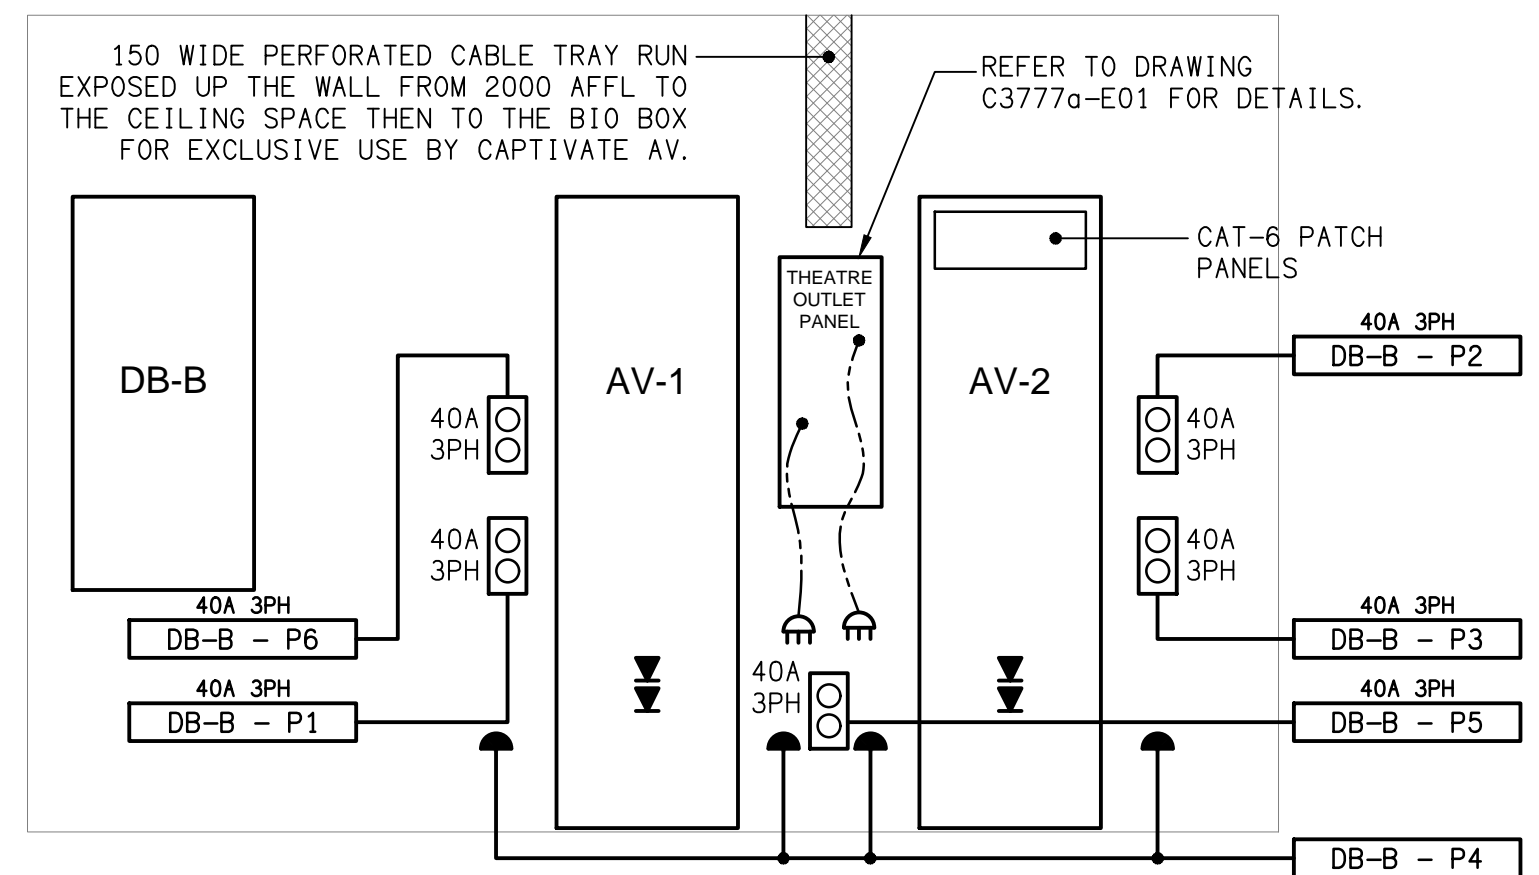 150 WIDE PERFORATED CABLE TRAY RUN
EXPOSED UP THE WALL FROM 2000 AFFL TO
THE CEILING SPACE THEN TO THE BIO BOX
FOR EXCLUSIVE USE BY CAPTIVATE AV.
REFER TO DRAWING
C3777a-E01 FOR DETAILS.
CAT-6 PATCH
PANELS
THEATRE
OUTLET
PANEL
DB-B
AV-1
AV-2
40A
3PH
40A
3PH
40A
3PH
40A
3PH
40A
3PH
40A 3PH
DB-B - P2
40A 3PH
DB-B - P6
40A 3PH
DB-B - P3
40A 3PH
DB-B - P1
40A 3PH
DB-B - P5
DB-B - P4